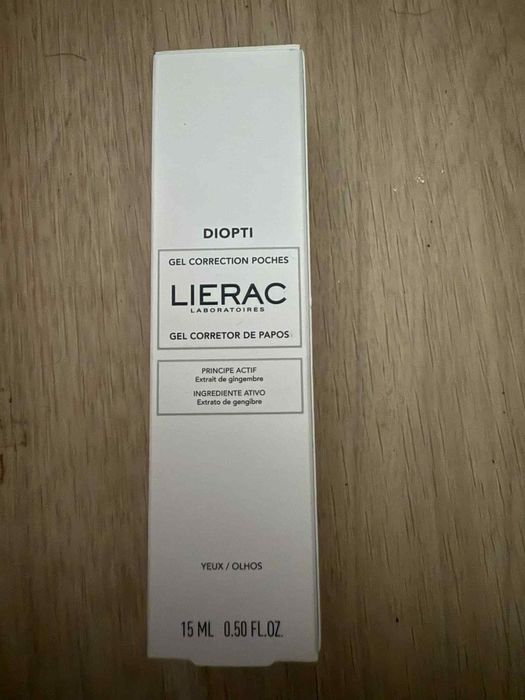 DIOPTI
GEL CORRECTION POCHES
LIERAC
LABORATOIRES
GEL CORRETOR DE PAPOS
PRINCIPE ACTIF
Extrait de gingembre
INGREDIENTE ATIVO
Extrato de gengibre
YEUX / OLHOS
15 ML 0.50 FL.OZ.